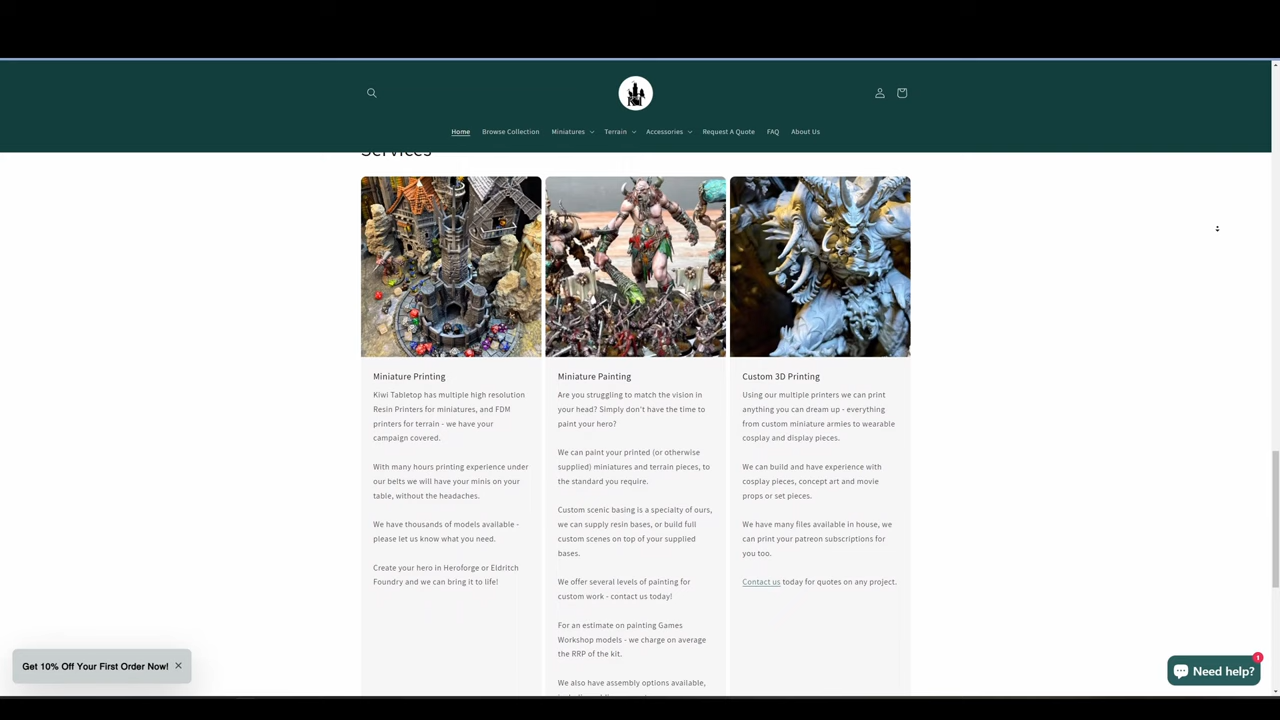 Home
Browse Collection
Miniatures
Terrain
Accessories
Request A Quote
FAQ
About Us
Services
Miniature Printing
Kiwi Tabletop has multiple high resolution
Resin Printers for miniatures, and FDM
printers for terrain - we have your
campaign covered.
With many hours printing experience under
our belts we will have your minis on your
table, without the headaches.
We have thousands of models available -
please let us know what you need.
Create your hero in Heroforge or Eldritch
Foundry and we can bring it to life!
Miniature Painting
Are you struggling to match the vision in
your head? Simply don't have the time to
paint your hero?
We can paint your printed (or otherwise
supplied) miniatures and terrain pieces, to
the standard you require.
Custom scenic basing is a specialty of ours,
we can supply resin bases, or build full
custom scenes on top of your supplied
bases.
We offer several levels of painting for
custom work - contact us today!
For an estimate on painting Games
Workshop models - we charge on average
the RRP of the kit.
We also have assembly options available,
Custom 3D Printing
Using our multiple printers we can print
anything you can dream up - everything
from custom miniature armies to wearable
cosplay and display pieces.
We can build and have experience with
cosplay pieces, concept art and movie
props or set pieces.
We have many files available in house, we
can print your patreon subscriptions for
you too.
Contact us today for quotes on any project.
Get 10% Off Your First Order Now!
Need help?
1